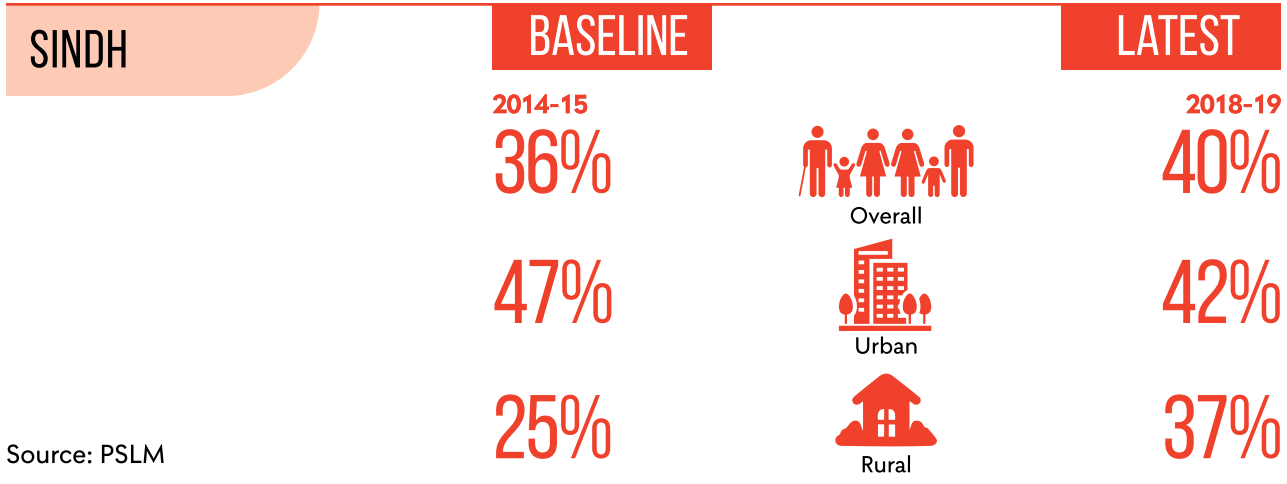 SINDH
BASELINE
LATEST
2014-15
2018-19
36%
Overall
40%
47%
Urban
42%
25%
Rural
37%
Source: PSLM